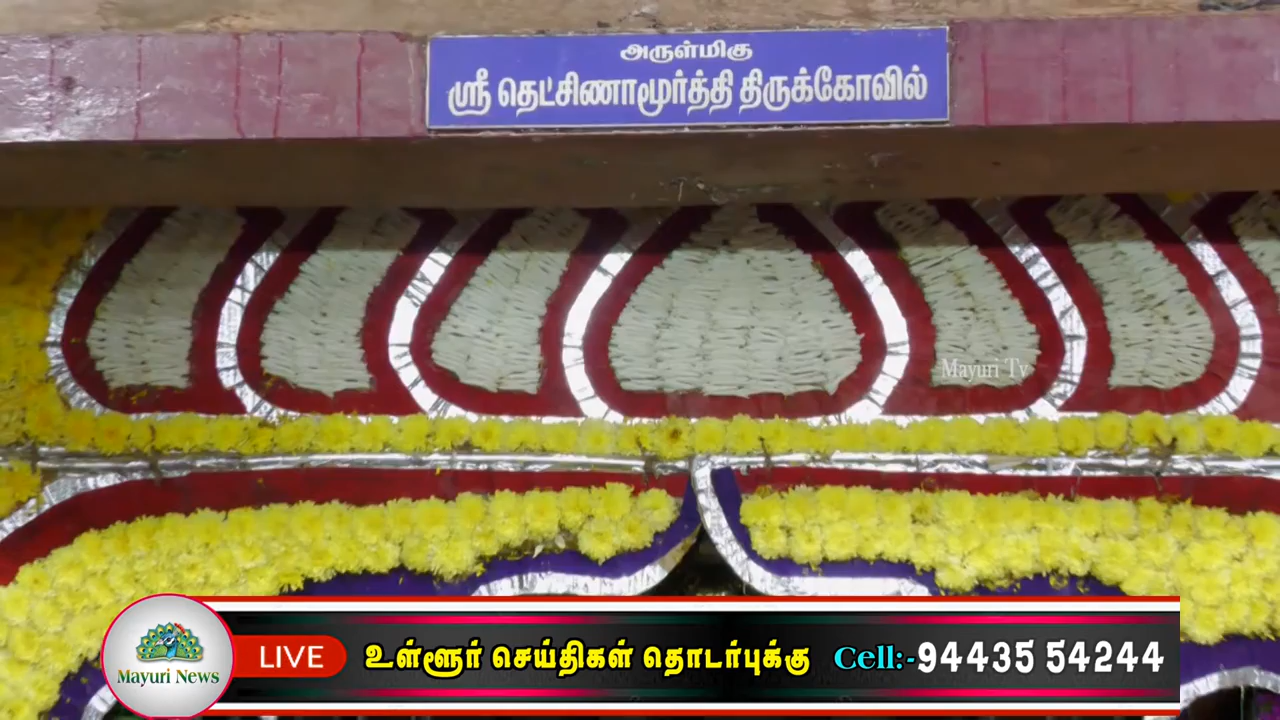 அருள்மிகு
ஸ்ரீ தெட்சிணாமூர்த்தி திருக்கோவில்
Mayuri Tv
LIVE உள்ளூர் செய்திகள் தொடர்புக்கு Cell:-94435 54244
Mayuri News